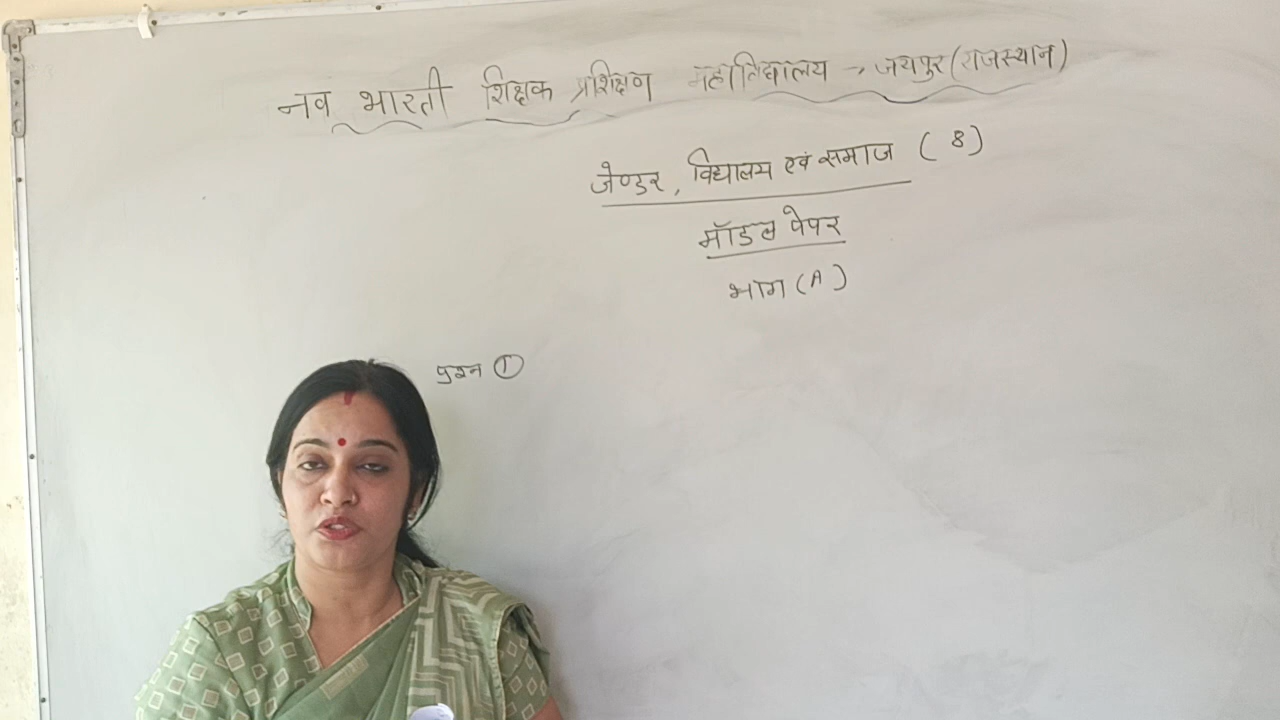 नव भारती शिक्षक प्रशिक्षण महाविद्यालय → जयपुर (राजस्थान)
जेण्डर, विद्यालय एवं समाज ( 8 )
मॉडल पेपर
भाग (A)
प्रश्न ①